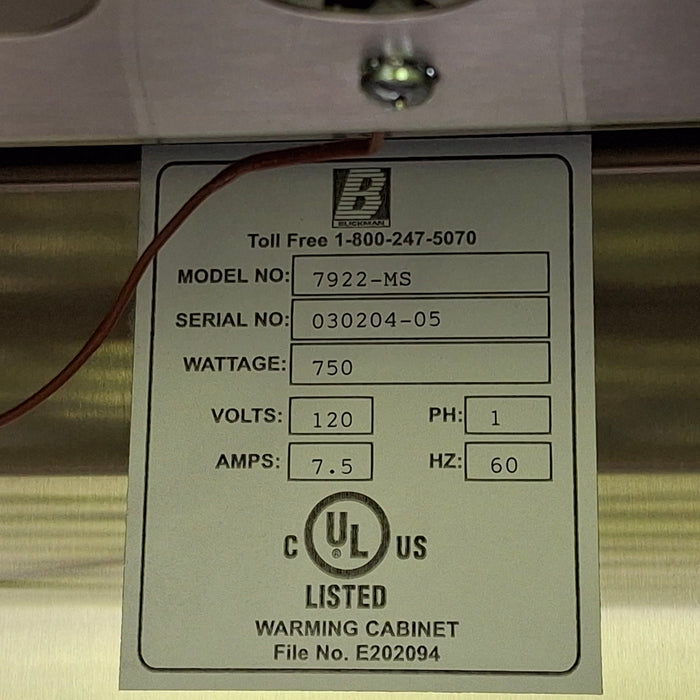 B
BLICKMAN
Toll Free 1-800-247-5070
MODEL NO: 7922-MS
SERIAL NO: 030204-05
WATTAGE: 750
VOLTS: 120 PH: 1
AMPS: 7.5 HZ: 60
C UL ® US
LISTED
WARMING CABINET
File No. E202094